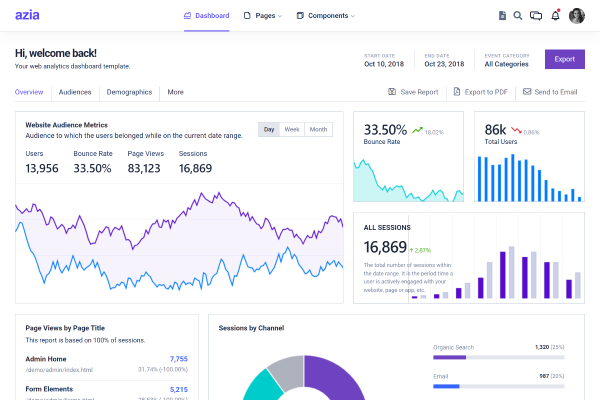 azia
Dashboard
Pages
Components
Hi, welcome back!
Your web analytics dashboard template.
START DATE
Oct 10, 2018
END DATE
Oct 23, 2018
EVENT CATEGORY
All Categories
Export
Overview
Audiences
Demographics
More
Save Report
Export to PDF
Send to Email
Website Audience Metrics
Audience to which the users belonged while on the current date range.
Day
Week
Month
Users
13,956
Bounce Rate
33.50%
Page Views
83,123
Sessions
16,869
33.50%
18.02%
Bounce Rate
86k
0.86%
Total Users
ALL SESSIONS
16,869
2.87%
The total number of sessions within
the date range. It is the period time a
user is actively engaged with your
website, page or app, etc.
Page Views by Page Title
This report is based on 100% of sessions.
Admin Home
7,755
/demo/admin/index.html
31.74% (-100.00%)
Form Elements
5,215
Sessions by Channel
Organic Search
1,320 (25%)
Email
987 (20%)